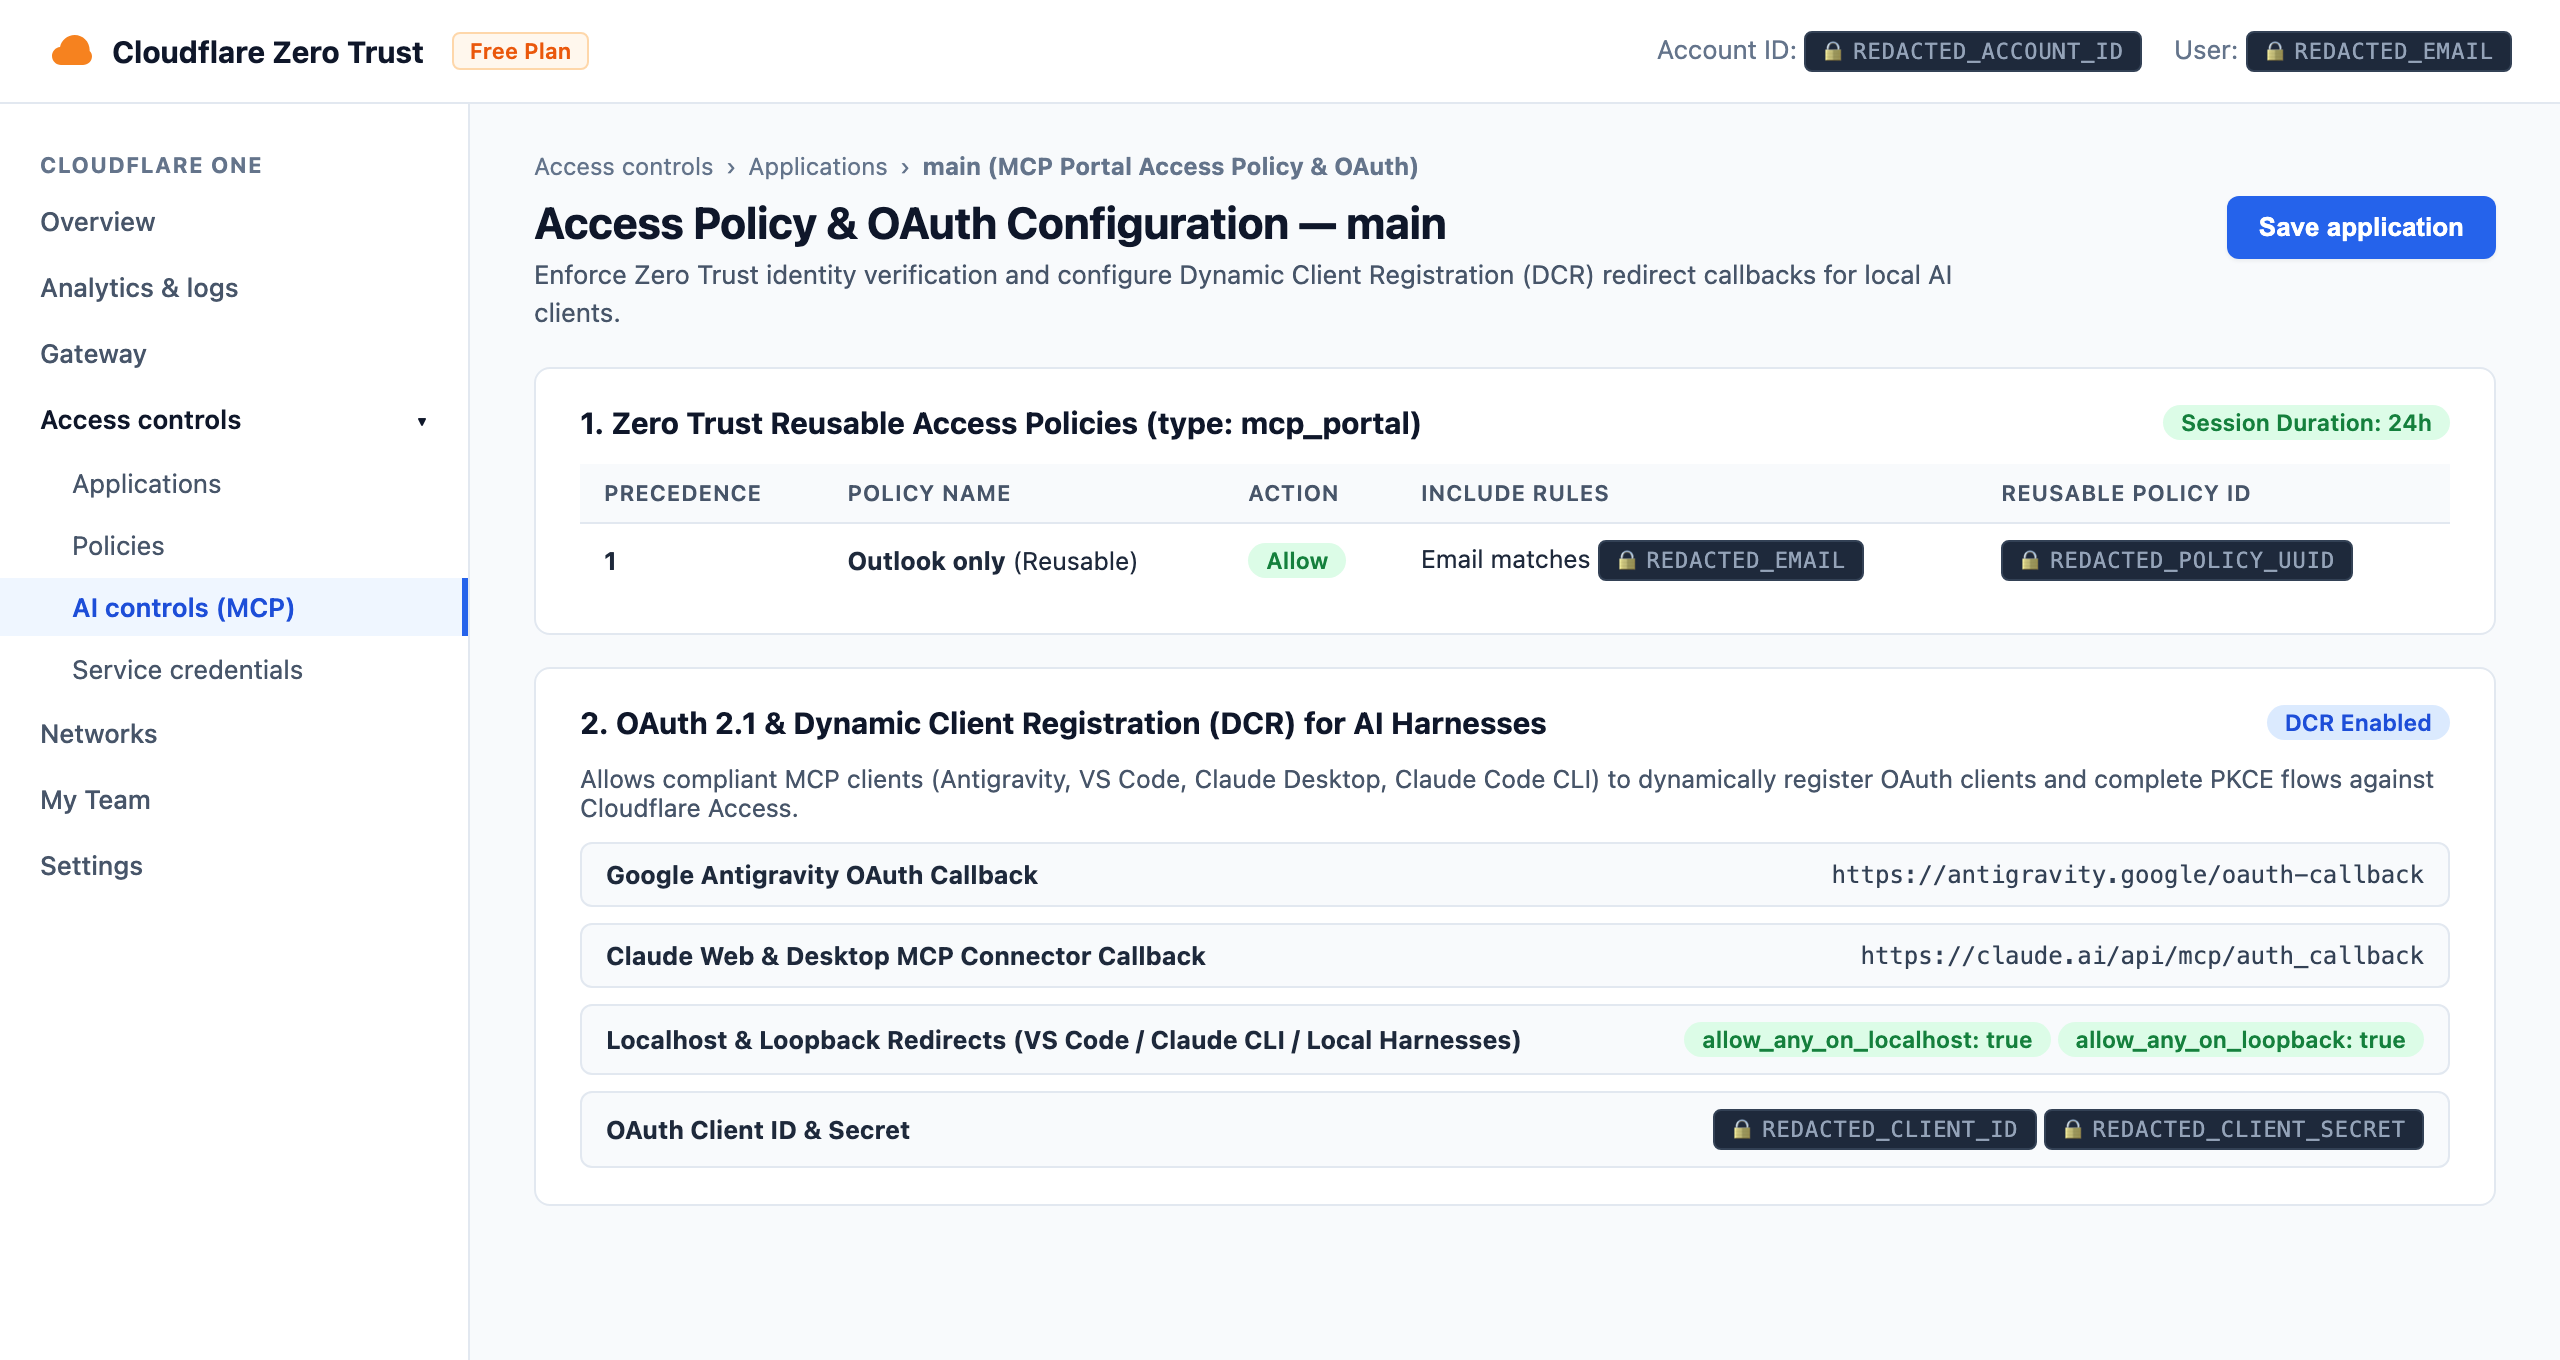 Cloudflare Zero Trust
Free Plan
Account ID: 🔒 REDACTED_ACCOUNT_ID
User: 🔒 REDACTED_EMAIL
CLOUDFLARE ONE
Overview
Analytics & logs
Gateway
Access controls ▾
Applications
Policies
AI controls (MCP)
Service credentials
Networks
My Team
Settings
Access controls › Applications › main (MCP Portal Access Policy & OAuth)
Access Policy & OAuth Configuration — main
Save application
Enforce Zero Trust identity verification and configure Dynamic Client Registration (DCR) redirect callbacks for local AI
clients.
1. Zero Trust Reusable Access Policies (type: mcp_portal)
Session Duration: 24h
PRECEDENCE POLICY NAME ACTION INCLUDE RULES REUSABLE POLICY ID
1 Outlook only (Reusable) Allow Email matches 🔒 REDACTED_EMAIL 🔒 REDACTED_POLICY_UUID
2. OAuth 2.1 & Dynamic Client Registration (DCR) for AI Harnesses
DCR Enabled
Allows compliant MCP clients (Antigravity, VS Code, Claude Desktop, Claude Code CLI) to dynamically register OAuth clients and complete PKCE flows against
Cloudflare Access.
Google Antigravity OAuth Callback https://antigravity.google/oauth-callback
Claude Web & Desktop MCP Connector Callback https://claude.ai/api/mcp/auth_callback
Localhost & Loopback Redirects (VS Code / Claude CLI / Local Harnesses) allow_any_on_localhost: true allow_any_on_loopback: true
OAuth Client ID & Secret 🔒 REDACTED_CLIENT_ID 🔒 REDACTED_CLIENT_SECRET